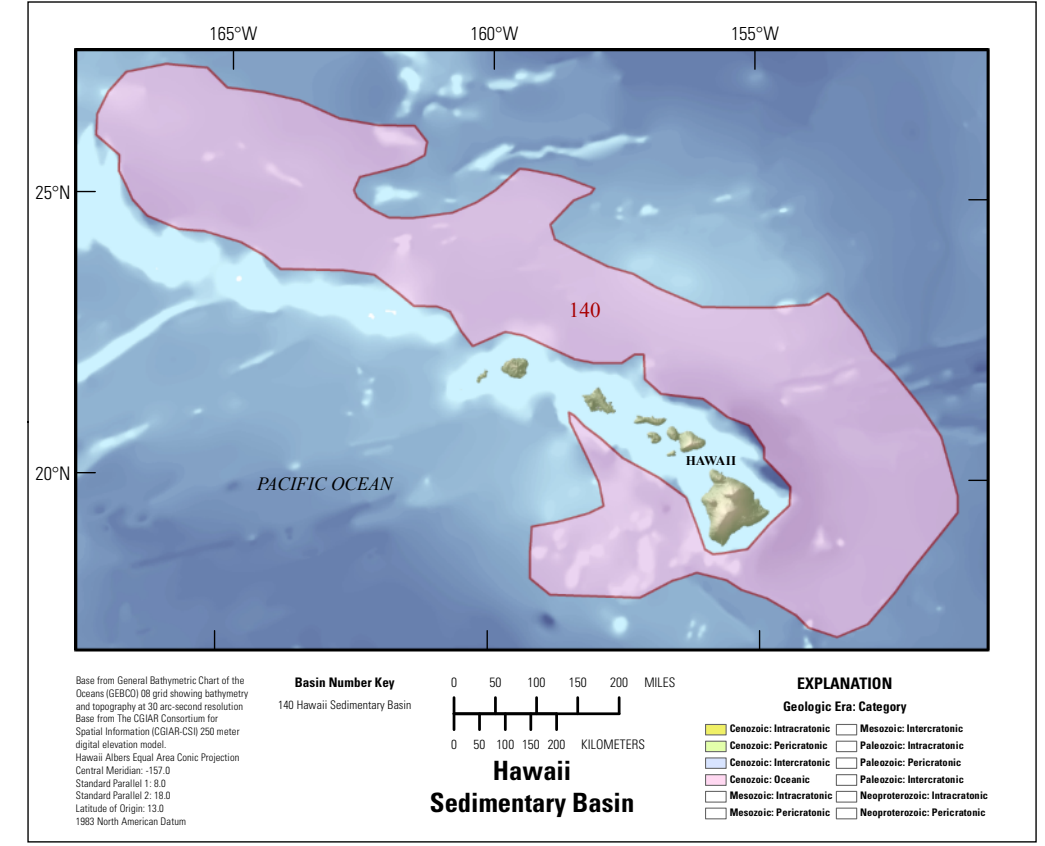 165°W 160°W 155°W
25°N
140
HAWAII
20°N
PACIFIC OCEAN
Base from General Bathymetric Chart of the
Oceans (GEBCO) 08 grid showing bathymetry
and topography at 30 arc-second resolution
Base from The CGIAR Consortium for
Spatial Information (CGIAR-CSI) 250 meter
digital elevation model.
Hawaii Albers Equal Area Conic Projection
Central Meridian: -157.0
Standard Parallel 1: 8.0
Standard Parallel 2: 18.0
Latitude of Origin: 13.0
1983 North American Datum
Basin Number Key
140 Hawaii Sedimentary Basin
0 50 100 150 200 MILES
0 50 100 150 200 KILOMETERS
Hawaii
Sedimentary Basin
EXPLANATION
Geologic Era: Category
Cenozoic: Intracratonic
Cenozoic: Pericratonic
Cenozoic: Intercratonic
Cenozoic: Oceanic
Mesozoic: Intracratonic
Mesozoic: Pericratonic
Mesozoic: Intercratonic
Paleozoic: Intracratonic
Paleozoic: Pericratonic
Paleozoic: Intercratonic
Neoproterozoic: Intracratonic
Neoproterozoic: Pericratonic